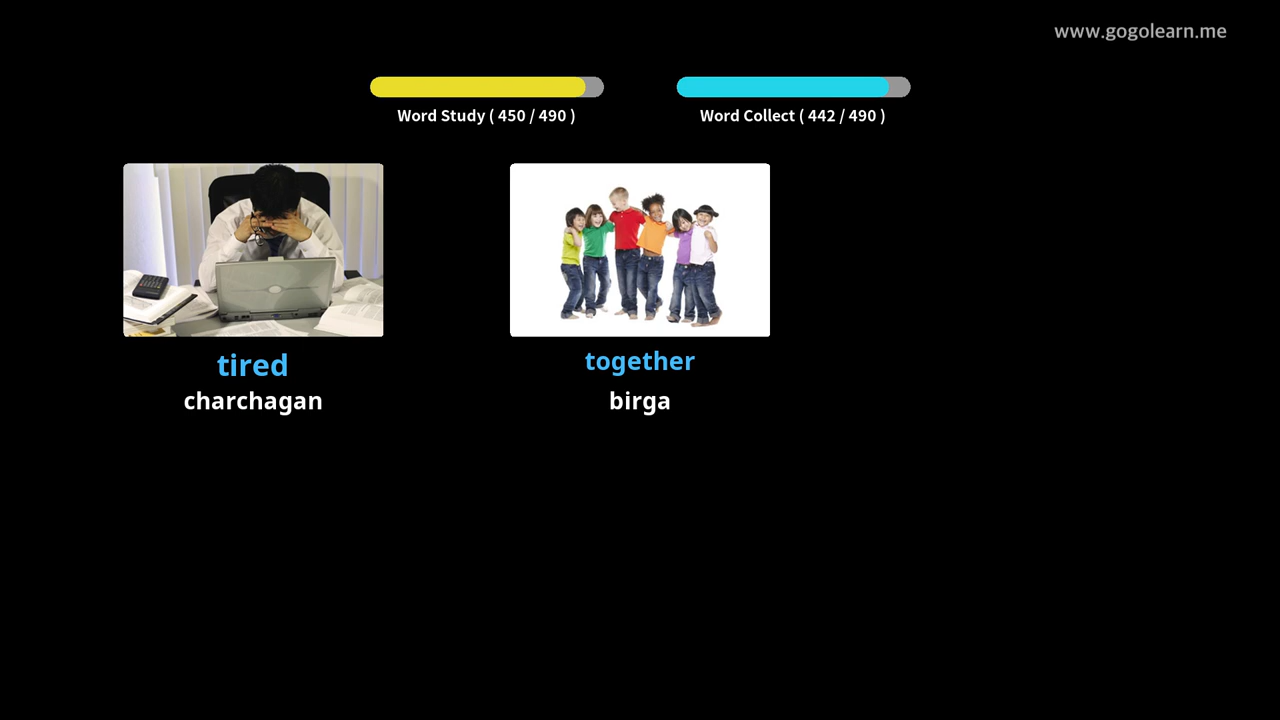 www.gogolearn.me
Word Study ( 450 / 490 )
Word Collect ( 442 / 490 )
tired
charchagan
together
birga